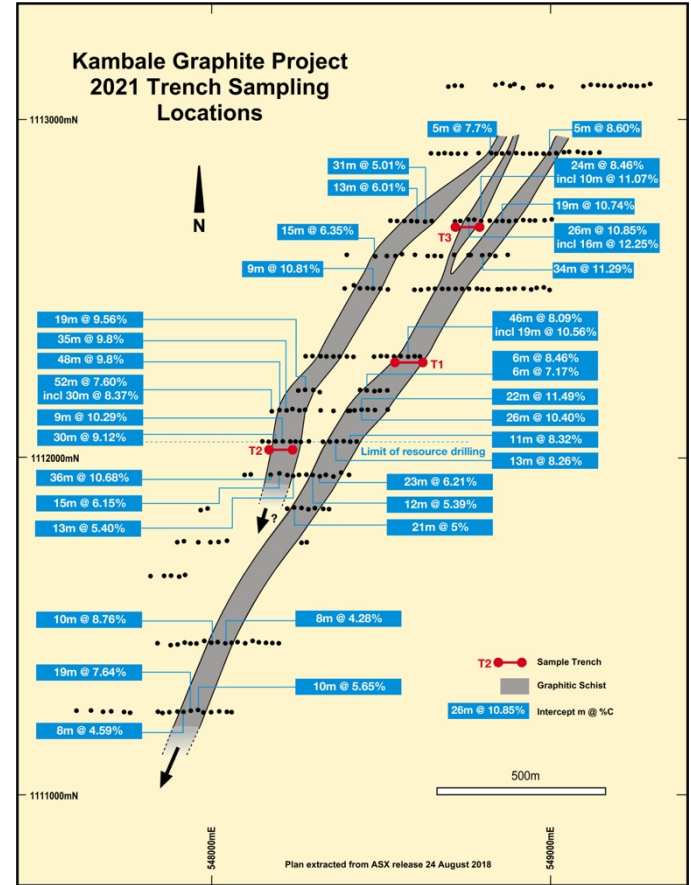 Kambale Graphite Project
2021 Trench Sampling
Locations
1113000mN
5m @ 7.7%
5m @ 8.60%
31m @ 5.01%
24m @ 8.46%
incl 10m @ 11.07%
13m @ 6.01%
N
19m @ 10.74%
15m @ 6.35%
T3
26m @ 10.85%
incl 16m @ 12.25%
9m @ 10.81%
34m @ 11.29%
19m @ 9.56%
46m @ 8.09%
incl 19m @ 10.56%
35m @ 9.8%
48m @ 9.8%
T1
6m @ 8.46%
6m @ 7.17%
52m @ 7.60%
incl 30m @ 8.37%
22m @ 11.49%
9m @ 10.29%
26m @ 10.40%
30m @ 9.12%
11m @ 8.32%
T2
Limit of resource drilling
1112000mN
13m @ 8.26%
36m @ 10.68%
23m @ 6.21%
15m @ 6.15%
12m @ 5.39%
13m @ 5.40%
?
21m @ 5%
10m @ 8.76%
8m @ 4.28%
T2 Sample Trench
19m @ 7.64%
10m @ 5.65%
Graphitic Schist
26m @ 10.85% Intercept m @ %C
8m @ 4.59%
500m
1111000mN
548000mE
549000mE
Plan extracted from ASX release 24 August 2018